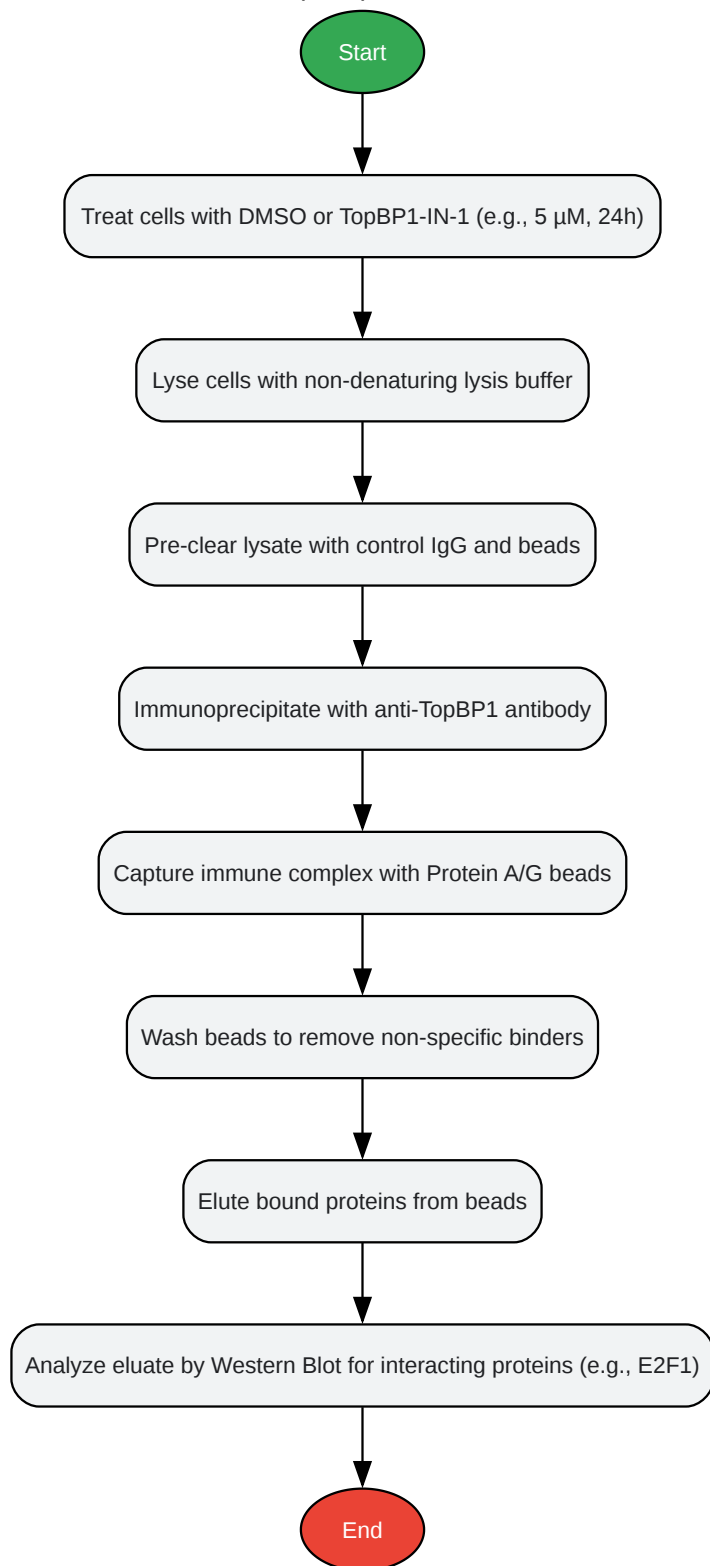 Start
Treat cells with DMSO or TopBP1-IN-1 (e.g., 5 µM, 24h)
Lyse cells with non-denaturing lysis buffer
Pre-clear lysate with control IgG and beads
Immunoprecipitate with anti-TopBP1 antibody
Capture immune complex with Protein A/G beads
Wash beads to remove non-specific binders
Elute bound proteins from beads
Analyze eluate by Western Blot for interacting proteins (e.g., E2F1)
End